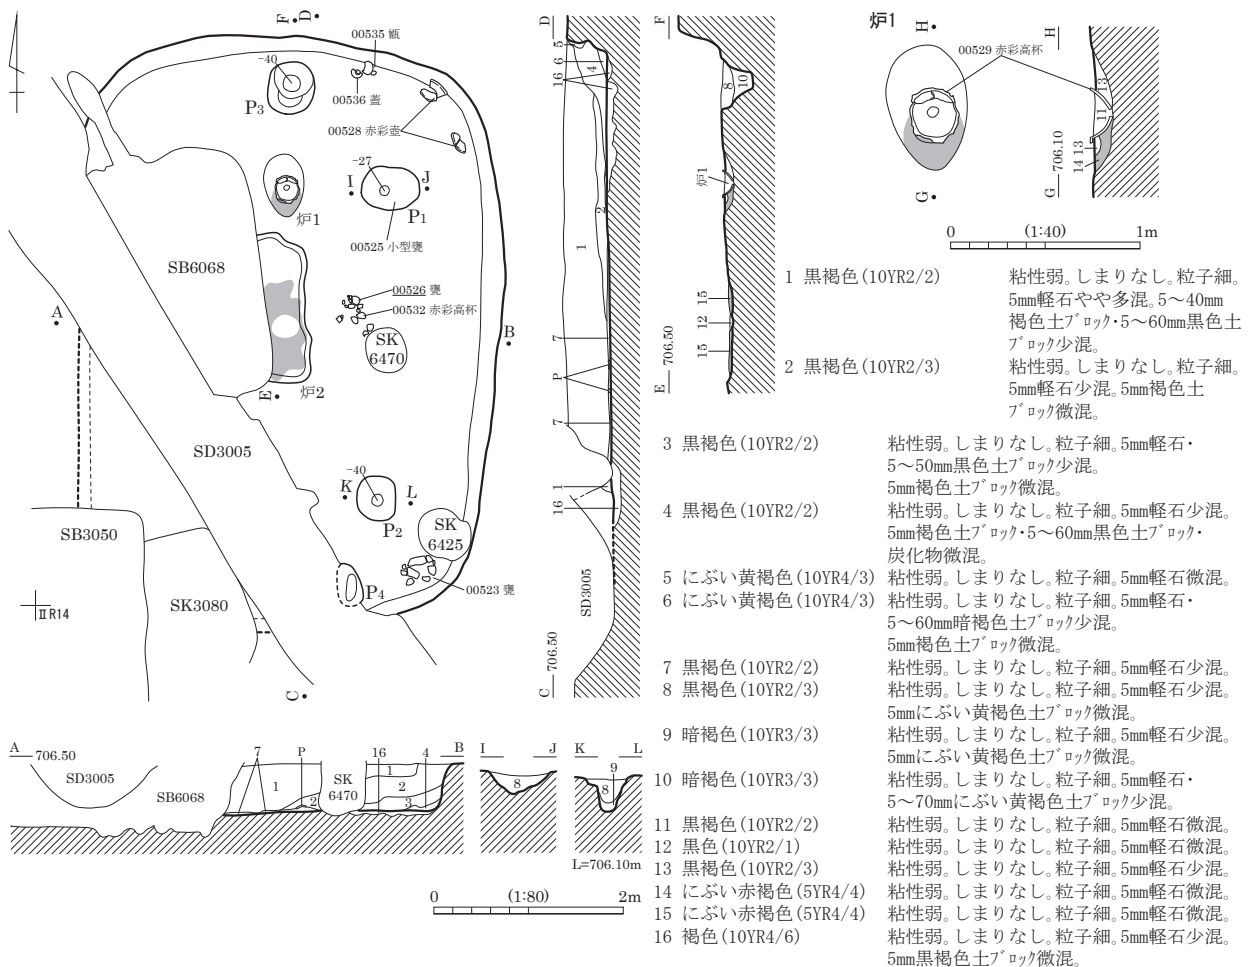 F D
00535 甑
-40
P3
00536 蓋
00528 赤彩壺
-27
I J
P1
炉1
00525 小型甕
SB6068
A
00526 甕
00532 赤彩高杯
B
SK
6470
E 炉2
SD3005
-40
K L
P2
SB3050
SK
6425
P4
00523 甕
SK3080
ⅡR14
C
D
5
6
16
4
2
1
7
P
7
1
16
SD3005
C 706.50
F
8
10
炉1
15
12
15
E 706.50
炉1
H
00529 赤彩高杯
G
H
13
11
14 13
G 706.10
0 (1:40) 1m
1 黒褐色(10YR2/2) 粘性弱。しまりなし。粒子細。
5mm軽石やや多混。5～40mm
褐色土ブロック・5～60mm黒色土
ブロック少混。
2 黒褐色(10YR2/3) 粘性弱。しまりなし。粒子細。
5mm軽石少混。5mm褐色土
ブロック微混。
3 黒褐色(10YR2/2) 粘性弱。しまりなし。粒子細。5mm軽石・
5～50mm黒色土ブロック少混。
5mm褐色土ブロック微混。
4 黒褐色(10YR2/2) 粘性弱。しまりなし。粒子細。5mm軽石少混。
5mm褐色土ブロック・5～60mm黒色土ブロック・
炭化物微混。
5 にぶい黄褐色(10YR4/3) 粘性弱。しまりなし。粒子細。5mm軽石微混。
6 にぶい黄褐色(10YR4/3) 粘性弱。しまりなし。粒子細。5mm軽石・
5～60mm暗褐色土ブロック少混。
5mm褐色土ブロック微混。
7 黒褐色(10YR2/2) 粘性弱。しまりなし。粒子細。5mm軽石少混。
8 黒褐色(10YR2/3) 粘性弱。しまりなし。粒子細。5mm軽石少混。
5mmにぶい黄褐色土ブロック微混。
9 暗褐色(10YR3/3) 粘性弱。しまりなし。粒子細。5mm軽石少混。
5mmにぶい黄褐色土ブロック微混。
10 暗褐色(10YR3/3) 粘性弱。しまりなし。粒子細。5mm軽石・
5～70mmにぶい黄褐色土ブロック少混。
11 黒褐色(10YR2/2) 粘性弱。しまりなし。粒子細。5mm軽石微混。
12 黒色(10YR2/1) 粘性弱。しまりなし。粒子細。5mm軽石微混。
13 黒褐色(10YR2/3) 粘性弱。しまりなし。粒子細。5mm軽石少混。
14 にぶい赤褐色(5YR4/4) 粘性弱。しまりなし。粒子細。5mm軽石微混。
15 にぶい赤褐色(5YR4/4) 粘性弱。しまりなし。粒子細。5mm軽石微混。
16 褐色(10YR4/6) 粘性弱。しまりなし。粒子細。5mm軽石少混。
5mm黒褐色土ブロック微混。
A 706.50
SD3005
SB6068
7 P
1
2
SK
6470
16 4 B
1
2
3
I J
8
K L
9
8
L=706.10m
0 (1:80) 2m